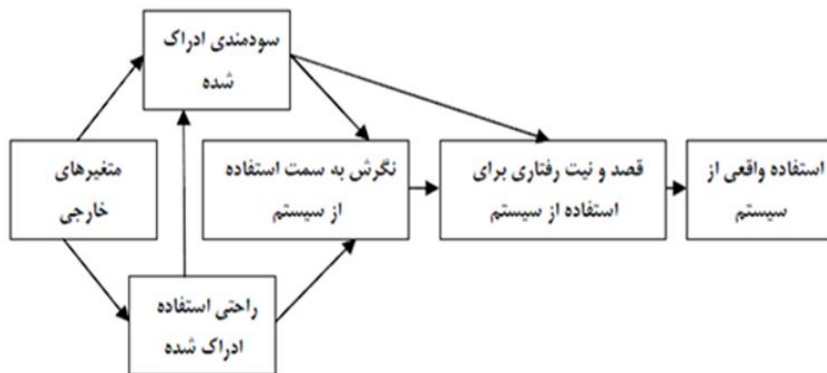 سودمندی ادراک
شده
متغیرهای
خارجی
نگرش به سمت استفاده
از سیستم
قصد و نیت رفتاری برای
استفاده از سیستم
استفاده واقعی از
سیستم
راحتی استفاده
ادراک شده